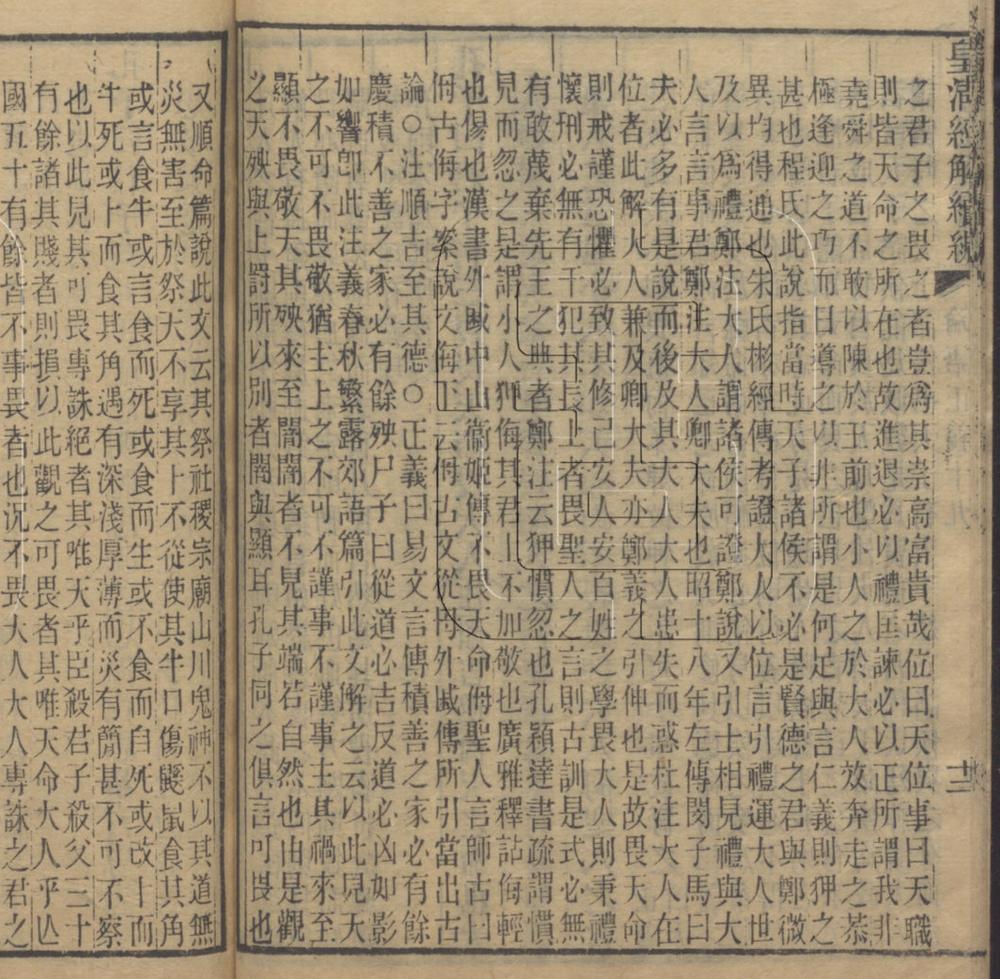 皇清經解續編
十三
之君子之畏之者豈爲其崇高富貴哉位曰天位事曰天職
則皆天命之所在也故進退必以禮匡諫必以正所謂我非
堯舜之道不敢以陳於王前也小人之於大人效奔走之恭
極逢迎之巧而日導之以非所謂是何足與言仁義則狎之
甚也程氏此說指當時天子諸侯不必是賢德之君與鄭微
異均得通也朱氏彬經傳考證大人以位言引禮運大人世
及以爲禮鄭注大人謂諸侯可證鄭說又引士相見禮與大
人言言事君鄭注大人卿大夫也昭十八年左傳閔子馬曰
夫必多有是說而後及其大人大人患失而惑杜注大人在
位者此解大人兼及卿大夫亦鄭義之引伸也是故畏天命
則戒謹恐懼必致其修己安人安百姓之學畏大人則秉禮
懷刑必無有干犯其長上者畏聖人之言則古訓是式必無
有敢蔑棄先王之典者鄭注云狎慣忽也孔穎達書疏謂慣
見而忽之是謂小人狎侮其君上不加敬也廣雅釋詁侮輕
也傷也漢書外戚中山衞姬傳不畏天命侮聖人言師古曰
侮古侮字案說文侮下云㑄古文從母外戚傳所引當出古
論○注順吉至其德○正義曰易文言傳積善之家必有餘
慶積不善之家必有餘殃尸子曰從道必吉反道必凶如影
如響卽此注義春秋繁露郊語篇引此文解之云以此見天
之不可不畏敬猶主上之不可不謹事不謹事主其禍來至
顯不畏敬天其殃來至闇闇者不見其端若自然也由是觀
之天殃與上罰所以別者闇與顯耳孔子同之俱言可畏也
又順命篇說此文云其祭社稷宗廟山川鬼神不以其道無
災無害至於祭天不享其卜不從使其牛口傷鼷鼠食其角
或言食牛或言食而死或食而生或不食而自死或改卜而
牛死或卜而食其角過有深淺厚薄而災有簡甚不可不察
也以此見其可畏專誅絕者其唯天乎臣殺君子殺父三十
有餘諸其賤者則損以此觀之可畏者其唯天命大人乎亾
國五十有餘皆不事畏者也況不畏大人大人專誅之君之